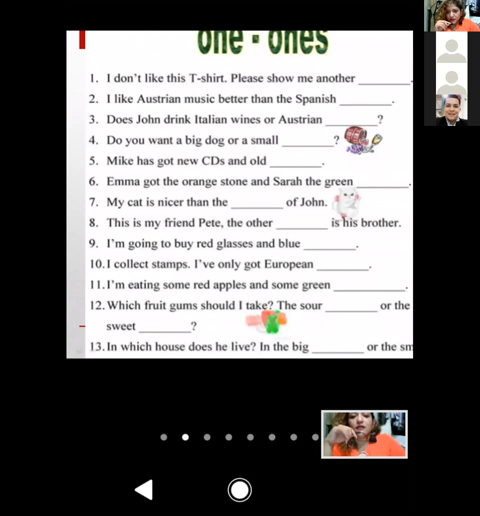 one - ones
1. I don't like this T-shirt. Please show me another ________.
2. I like Austrian music better than the Spanish ________.
3. Does John drink Italian wines or Austrian ________?
4. Do you want a big dog or a small ________?
5. Mike has got new CDs and old ________.
6. Emma got the orange stone and Sarah the green ________.
7. My cat is nicer than the ________ of John.
8. This is my friend Pete, the other ________ is his brother.
9. I'm going to buy red glasses and blue ________.
10. I collect stamps. I've only got European ________.
11. I'm eating some red apples and some green ________.
12. Which fruit gums should I take? The sour ________ or the
sweet ________?
13. In which house does he live? In the big ________ or the sm